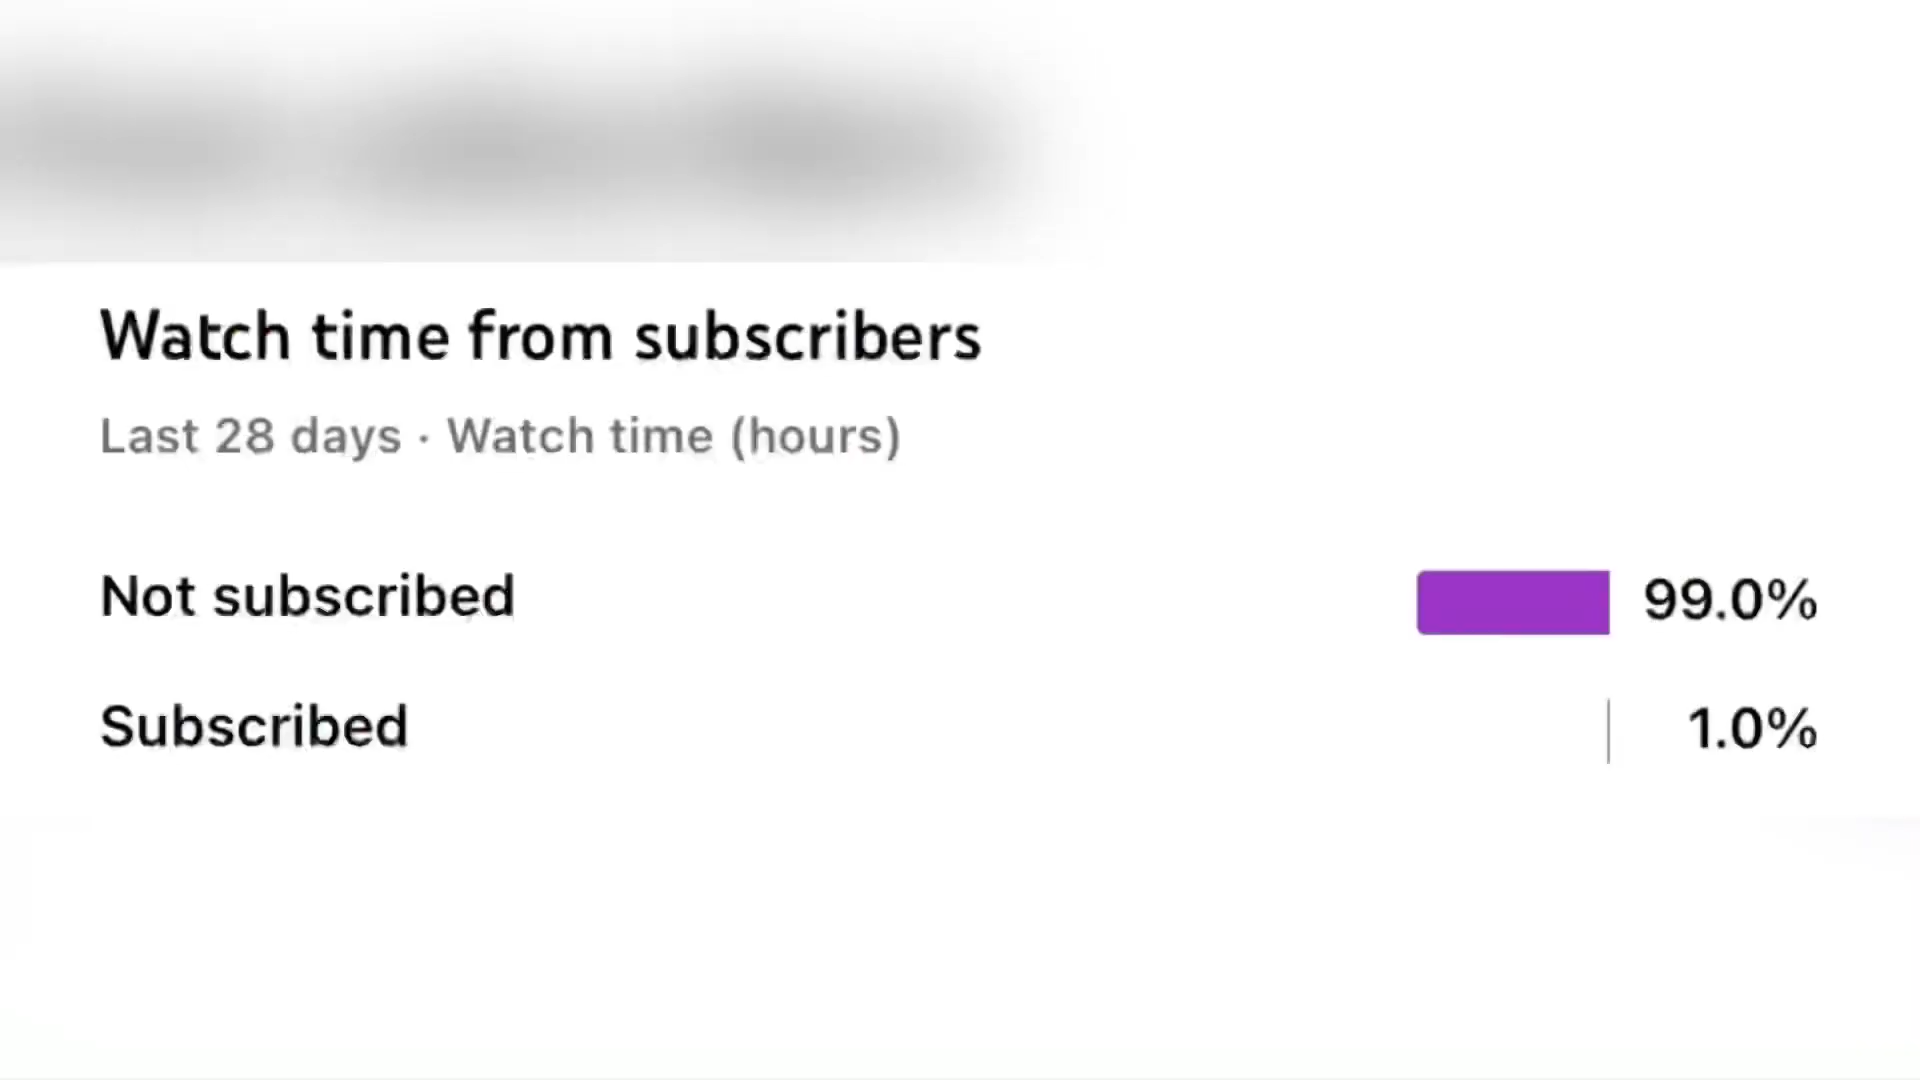 Watch time from subscribers
Last 28 days · Watch time (hours)
Not subscribed 99.0%
Subscribed 1.0%